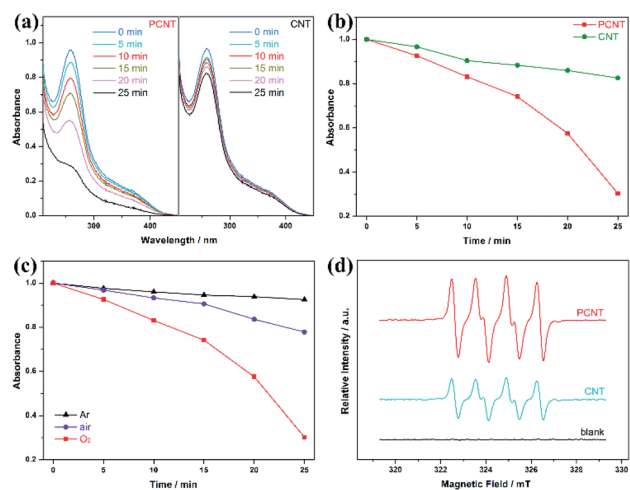 (a)
PCNT
CNT
0 min
5 min
10 min
15 min
20 min
25 min
0 min
5 min
10 min
15 min
20 min
25 min
1.0
0.8
0.6
0.4
0.2
0.0
Absorbance
300
400
300
400
Wavelength / nm
(b)
PCNT
CNT
1.0
0.8
0.6
0.4
0.2
Absorbance
0
5
10
15
20
25
Time / min
(c)
1.0
0.8
0.6
0.4
0.2
Absorbance
Ar
air
O₂
0
5
10
15
20
25
Time / min
(d)
PCNT
CNT
blank
Relative intensity / a.u.
320
322
324
326
328
330
Magnetic Field / mT